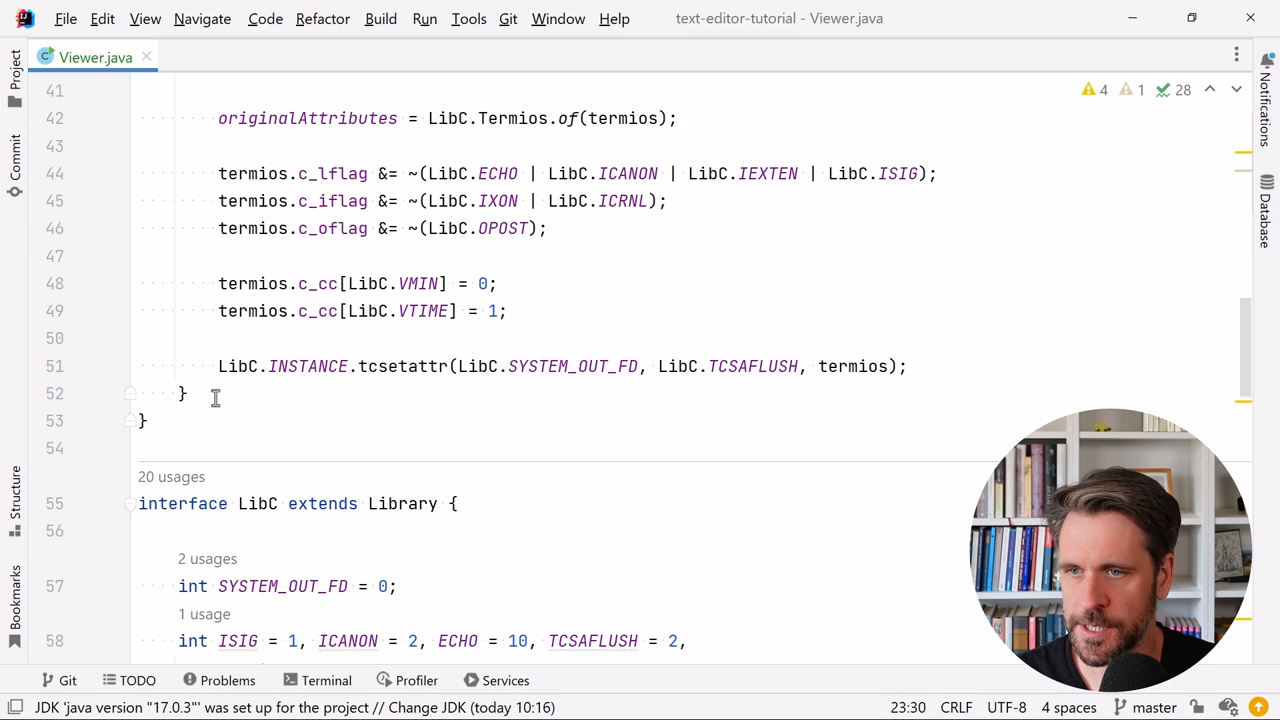 File Edit View Navigate Code Refactor Build Run Tools Git Window Help text-editor-tutorial - Viewer.java
Viewer.java
Project
Commit
Structure
Bookmarks
Notifications
Database
4 1 28
41
42 originalAttributes = LibC.Termios.of(termios);
43
44 termios.c_lflag &= ~(LibC.ECHO | LibC.ICANON | LibC.IEXTEN | LibC.ISIG);
45 termios.c_iflag &= ~(LibC.IXON | LibC.ICRNL);
46 termios.c_oflag &= ~(LibC.OPOST);
47
48 termios.c_cc[LibC.VMIN] = 0;
49 termios.c_cc[LibC.VTIME] = 1;
50
51 LibC.INSTANCE.tcsetattr(LibC.SYSTEM_OUT_FD, LibC.TCSAFLUSH, termios);
52 }
53 }
54
20 usages
55 interface LibC extends Library {
56
2 usages
57 int SYSTEM_OUT_FD = 0;
1 usage
58 int ISIG = 1, ICANON = 2, ECHO = 10, TCSAFLUSH = 2,
Git TODO Problems Terminal Profiler Services
JDK 'java version "17.0.3"' was set up for the project // Change JDK (today 10:16) 23:30 CRLF UTF-8 4 spaces master